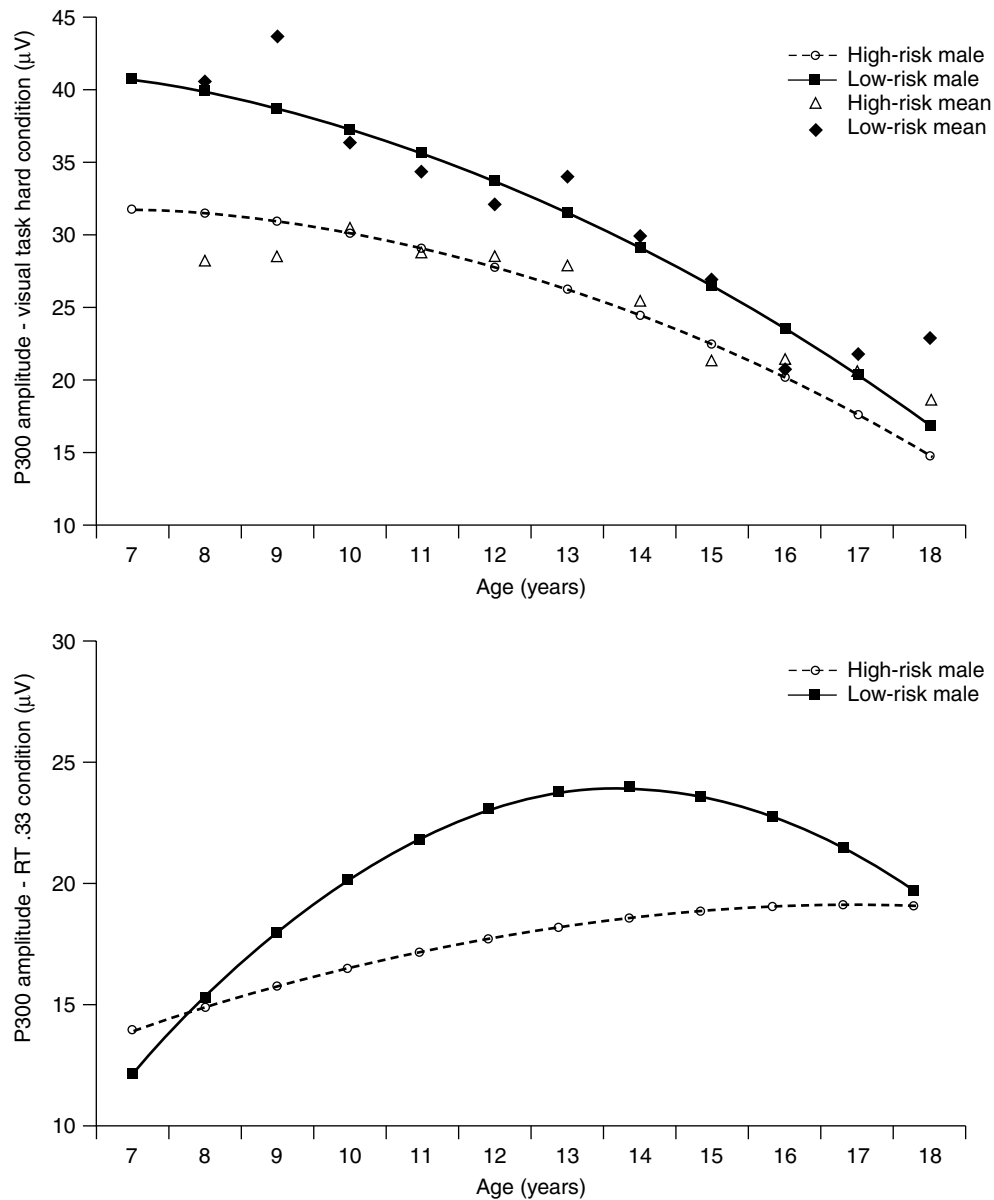 P300 amplitude - visual task hard condition (μV)
45
40
35
30
25
20
15
10
High-risk male
Low-risk male
High-risk mean
Low-risk mean
7 8 9 10 11 12 13 14 15 16 17 18
Age (years)
P300 amplitude - RT .33 condition (μV)
30
25
20
15
10
High-risk male
Low-risk male
7 8 9 10 11 12 13 14 15 16 17 18
Age (years)